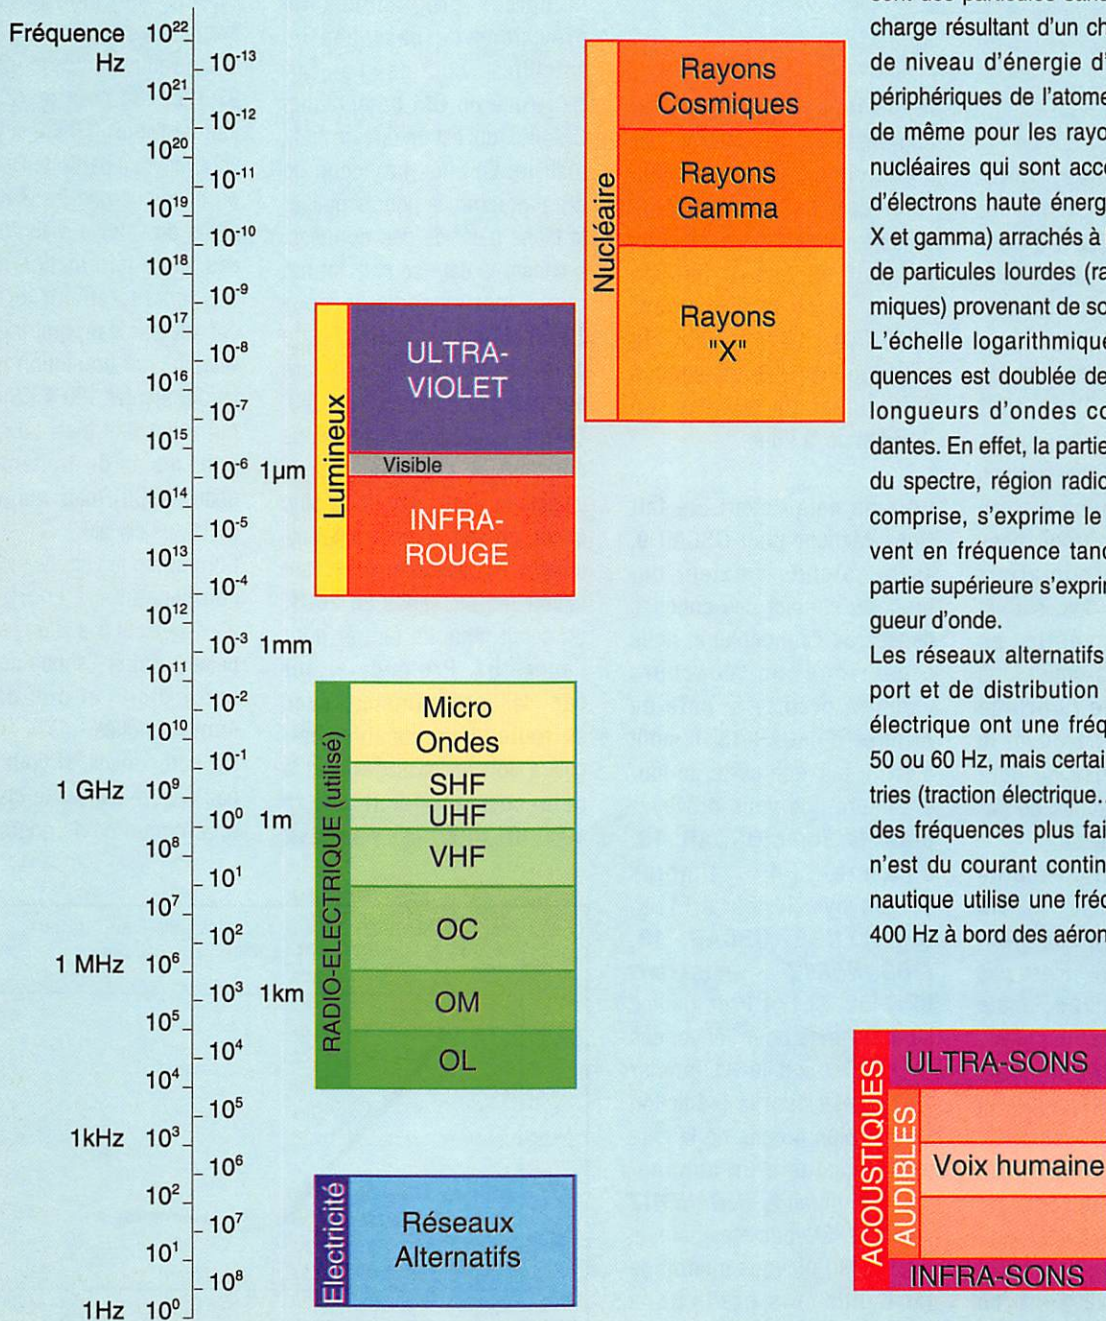 Fréquence
Hz
10²²
10²¹
10²⁰
10¹⁹
10¹⁸
10¹⁷
10¹⁶
10¹⁵
10¹⁴
10¹³
10¹²
10¹¹
10¹⁰
1 GHz 10⁹
10⁸
10⁷
1 MHz 10⁶
10⁵
10⁴
1kHz 10³
10²
10¹
1Hz 10⁰
10⁻¹³
10⁻¹²
10⁻¹¹
10⁻¹⁰
10⁻⁹
10⁻⁸
10⁻⁷
10⁻⁶ 1µm
10⁻⁵
10⁻⁴
10⁻³ 1mm
10⁻²
10⁻¹
10⁰ 1m
10¹
10²
10³ 1km
10⁴
10⁵
10⁶
10⁷
10⁸
Lumineux
ULTRA-
VIOLET
Visible
INFRA-
ROUGE
RADIO-ELECTRIQUE (utilisé)
Micro
Ondes
SHF
UHF
VHF
OC
OM
OL
Electricité
Réseaux
Alternatifs
Nucléaire
Rayons
Cosmiques
Rayons
Gamma
Rayons
"X"
charge résultant d'un ch
de niveau d'énergie d'
périphériques de l'atome
de même pour les rayo
nucléaires qui sont acc
d'électrons haute énerg
X et gamma) arrachés à
de particules lourdes (ra
miques) provenant de so
L'échelle logarithmique
quences est doublée de
longueurs d'ondes co
dantes. En effet, la partie
du spectre, région radio
comprise, s'exprime le
vent en fréquence tand
partie supérieure s'exprim
gueur d'onde.
Les réseaux alternatifs
port et de distribution
électrique ont une fréq
50 ou 60 Hz, mais certai
tries (traction électrique..
des fréquences plus fai
n'est du courant contin
nautique utilise une fréq
400 Hz à bord des aéron
ACOUSTIQUES
ULTRA-SONS
AUDIBLES
Voix humaine
INFRA-SONS